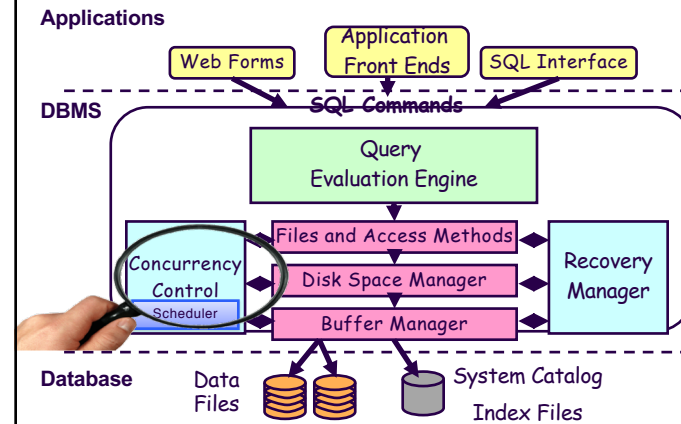 Applications
Application
Front Ends
Web Forms
SQL Interface
SQL Commands
DBMS
Query
Evaluation Engine
Files and Access Methods
Concurrency
Control
Scheduler
Disk Space Manager
Recovery
Manager
Buffer Manager
Database
Data
Files
System Catalog
Index Files